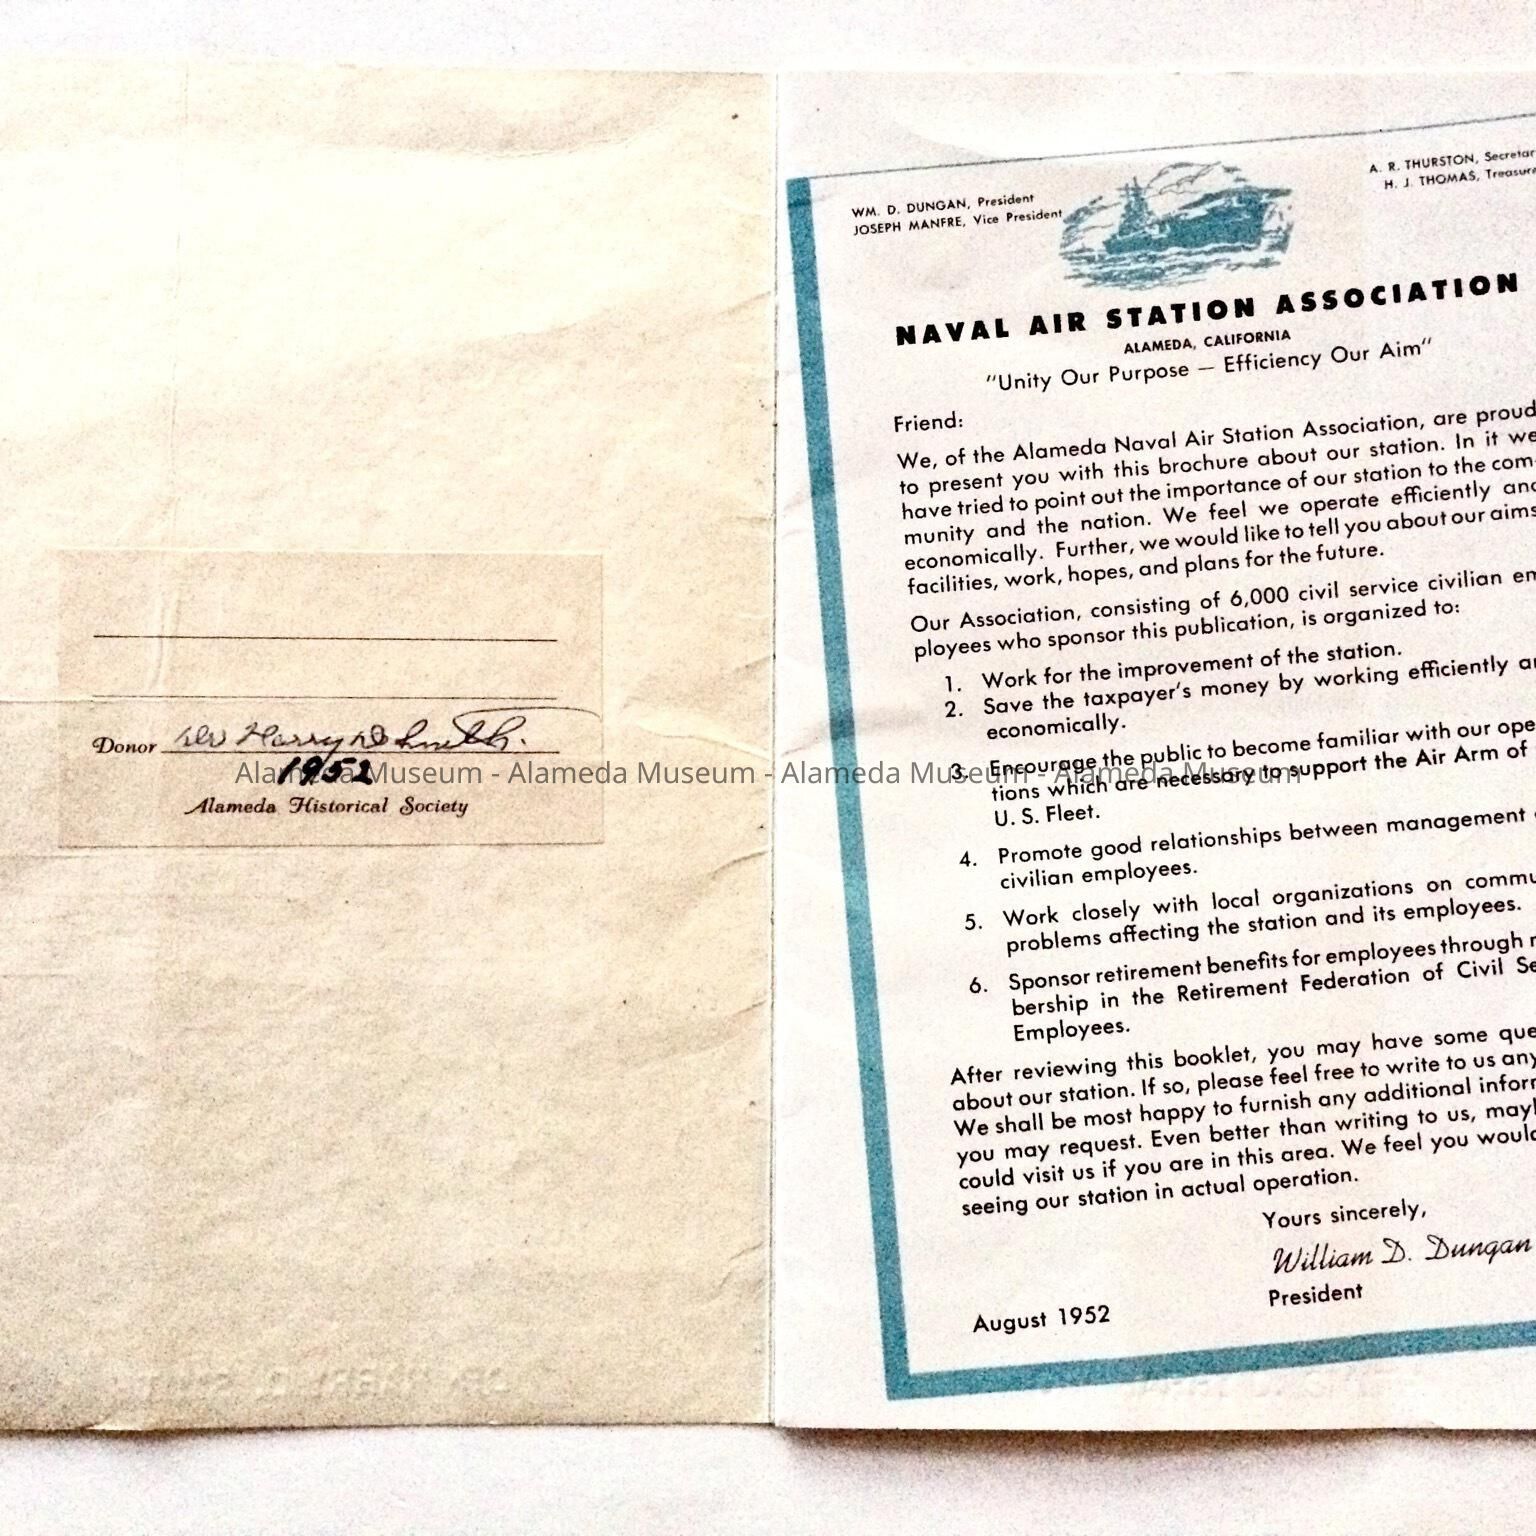 Donor Dr Harry D Smith.
1952
Alameda Historical Society
Alameda Museum - Alameda Museum - Alameda Museum - Alameda Museum
WM. D. DUNGAN, President
JOSEPH MANFRE, Vice President
A. R. THURSTON, Secretar
H. J. THOMAS, Treasure
NAVAL AIR STATION ASSOCIATION
ALAMEDA, CALIFORNIA
"Unity Our Purpose — Efficiency Our Aim"
Friend:
We, of the Alameda Naval Air Station Association, are proud
to present you with this brochure about our station. In it we
have tried to point out the importance of our station to the com-
munity and the nation. We feel we operate efficiently and
economically. Further, we would like to tell you about our aims
facilities, work, hopes, and plans for the future.
Our Association, consisting of 6,000 civil service civilian em
ployees who sponsor this publication, is organized to:
1. Work for the improvement of the station.
2. Save the taxpayer's money by working efficiently an
economically.
3. Encourage the public to become familiar with our ope
tions which are necessary to support the Air Arm of
U. S. Fleet.
4. Promote good relationships between management
civilian employees.
5. Work closely with local organizations on commu
problems affecting the station and its employees.
6. Sponsor retirement benefits for employees through
bership in the Retirement Federation of Civil Se
Employees.
After reviewing this booklet, you may have some que
about our station. If so, please feel free to write to us any
We shall be most happy to furnish any additional inform
you may request. Even better than writing to us, mayb
could visit us if you are in this area. We feel you would
seeing our station in actual operation.
Yours sincerely,
William D. Dungan
President
August 1952